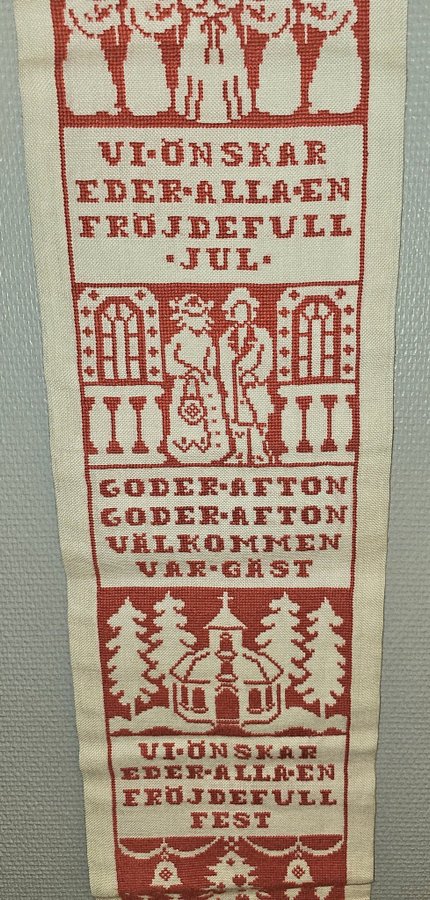 VI·ÖNSKAR
EDER·ALLA·EN
FRÖJDEFULL
·JUL·
GODER·AFTON
GODER·AFTON
VÄLKOMMEN
VAR·GÄST
VI·ÖNSKAR
EDER·ALLA·EN
FRÖJDEFULL
FEST